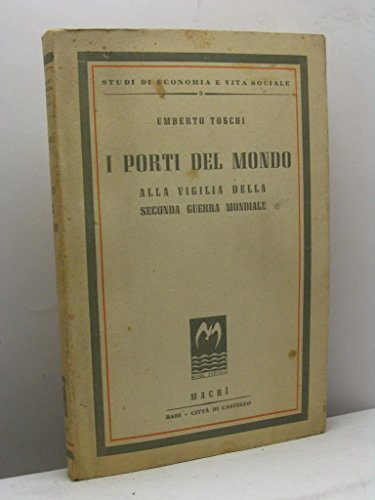 STUDI DI ECONOMIA E VITA SOCIALE
UMBERTO TOSCHI
I PORTI DEL MONDO
ALLA VIGILIA DELLA
SECONDA GUERRA MONDIALE
MACRÌ
BARI - CITTÀ DI CASTELLO